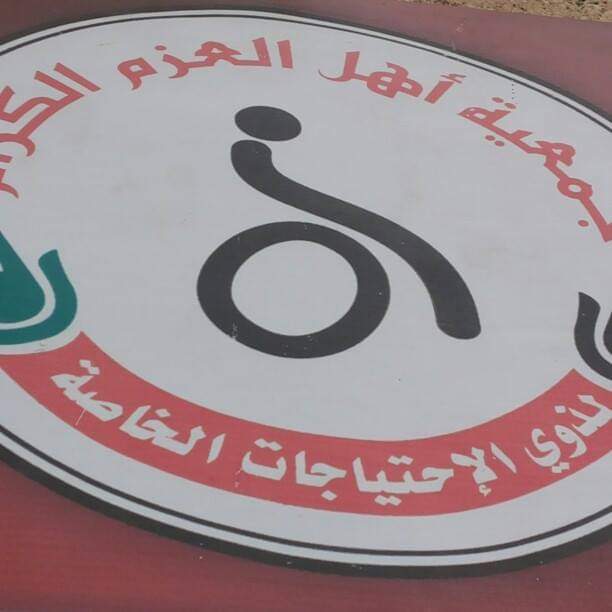 جمعية أهل العزم الكرام
لذوي الإحتياجات الخاصة